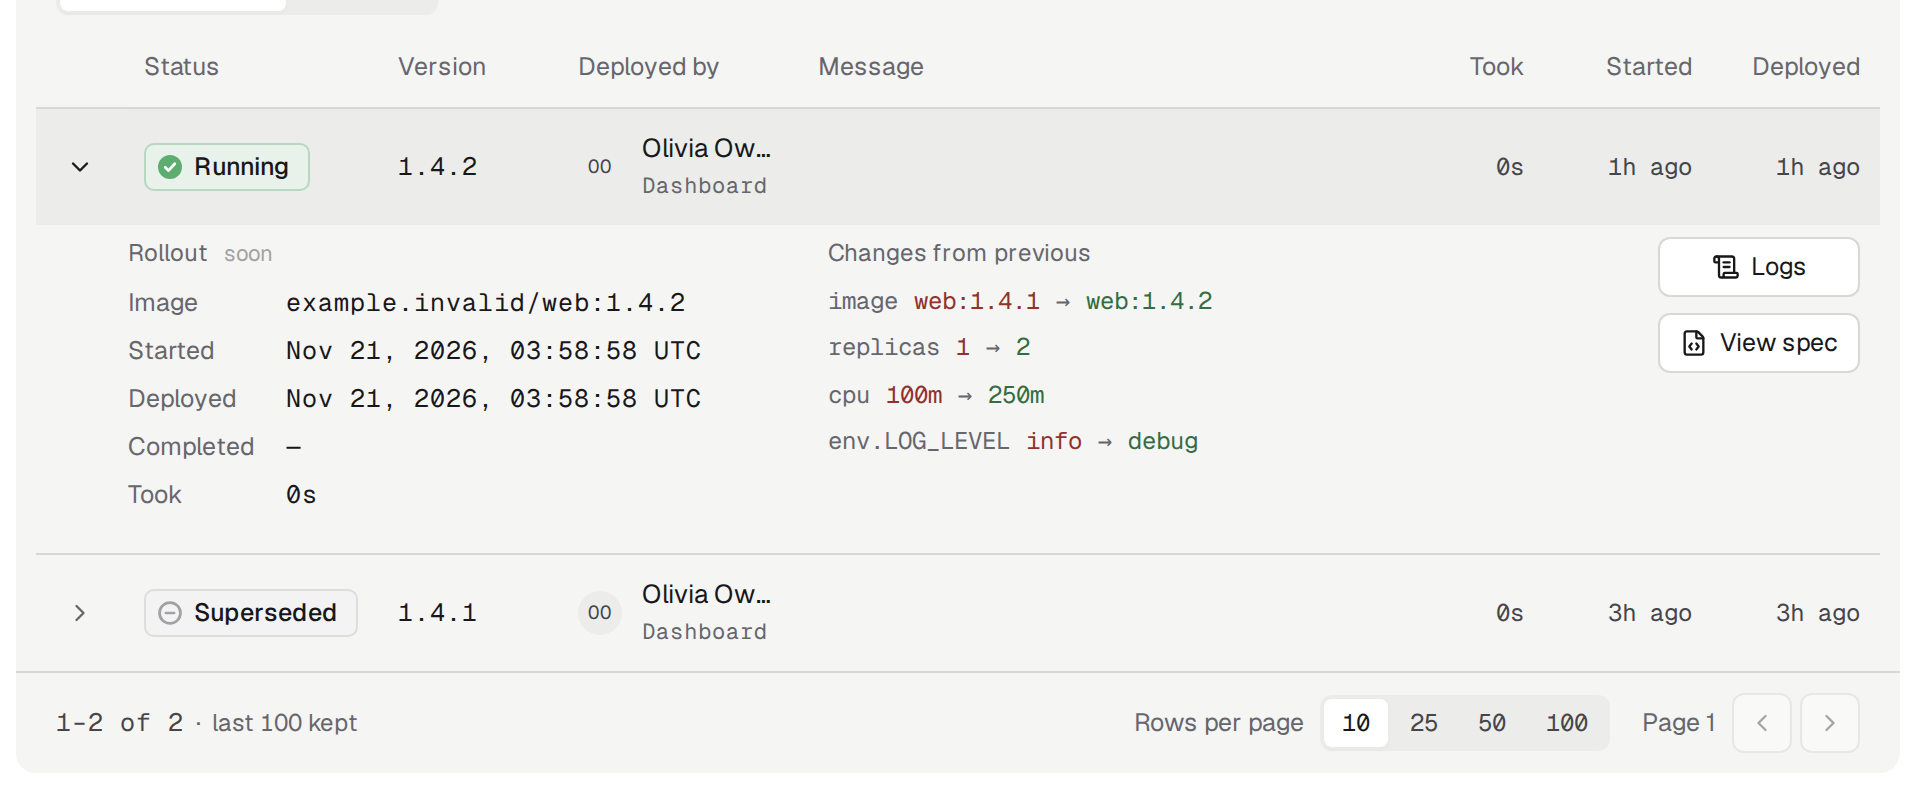 Status Version Deployed by Message Took Started Deployed
Running 1.4.2 OO Olivia Ow... 0s 1h ago 1h ago
Dashboard
Rollout soon
Image example.invalid/web:1.4.2
Started Nov 21, 2026, 03:58:58 UTC
Deployed Nov 21, 2026, 03:58:58 UTC
Completed —
Took 0s
Changes from previous
image web:1.4.1 → web:1.4.2
replicas 1 → 2
cpu 100m → 250m
env.LOG_LEVEL info → debug
Logs
View spec
Superseded 1.4.1 OO Olivia Ow... 0s 3h ago 3h ago
Dashboard
1–2 of 2 · last 100 kept Rows per page 10 25 50 100 Page 1